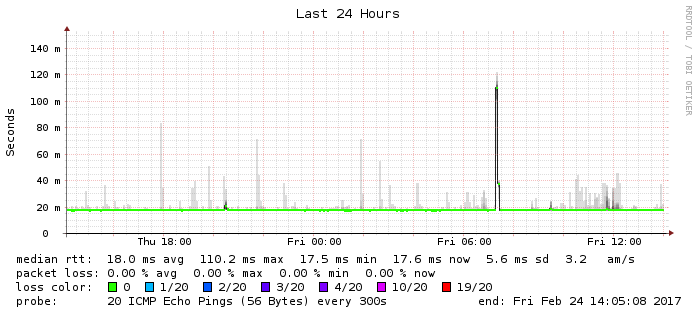 Last 24 Hours
RRDTOOL / TOBI OETIKER
Seconds
140 m
120 m
100 m
80 m
60 m
40 m
20 m
0
Thu 18:00 Fri 00:00 Fri 06:00 Fri 12:00
median rtt: 18.0 ms avg 110.2 ms max 17.5 ms min 17.6 ms now 5.6 ms sd 3.2 am/s
packet loss: 0.00 % avg 0.00 % max 0.00 % min 0.00 % now
loss color: 0 1/20 2/20 3/20 4/20 10/20 19/20
probe: 20 ICMP Echo Pings (56 Bytes) every 300s end: Fri Feb 24 14:05:08 2017